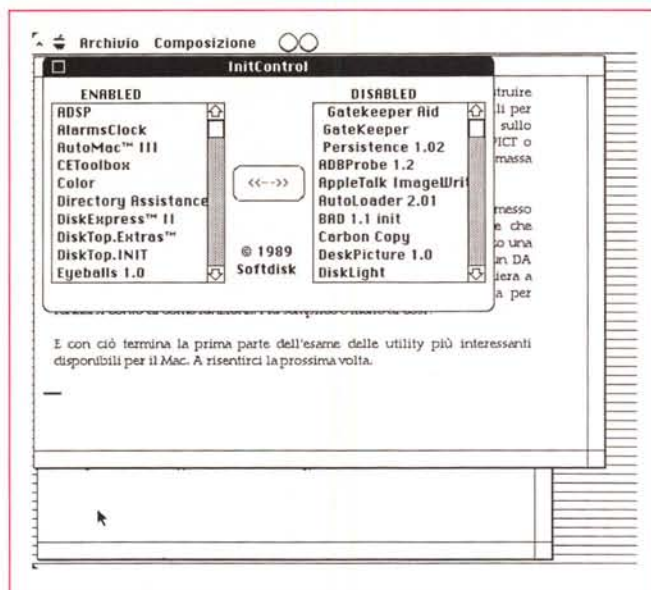 Archivio Composizione
InitControl
ENABLED
ADSP
AlarmsClock
AutoMac™ III
CEToolbox
Color
Directory Assistance
DiskExpress™ II
DiskTop.Extras™
DiskTop.INIT
Eyeballs 1.0
<<-->>
© 1989
Softdisk
DISABLED
Gatekeeper Aid
GateKeeper
Persistence 1.02
ADBProbe 1.2
AppleTalk ImageWrit
AutoLoader 2.01
BAD 1.1 init
Carbon Copy
DeskPicture 1.0
DiskLight
struire
li per
sullo
PICT o
massa
messo
e che
to una
un DA
iera a
a per
E con ciò termina la prima parte dell'esame delle utility più interessanti
disponibili per il Mac. A risentirci la prossima volta.